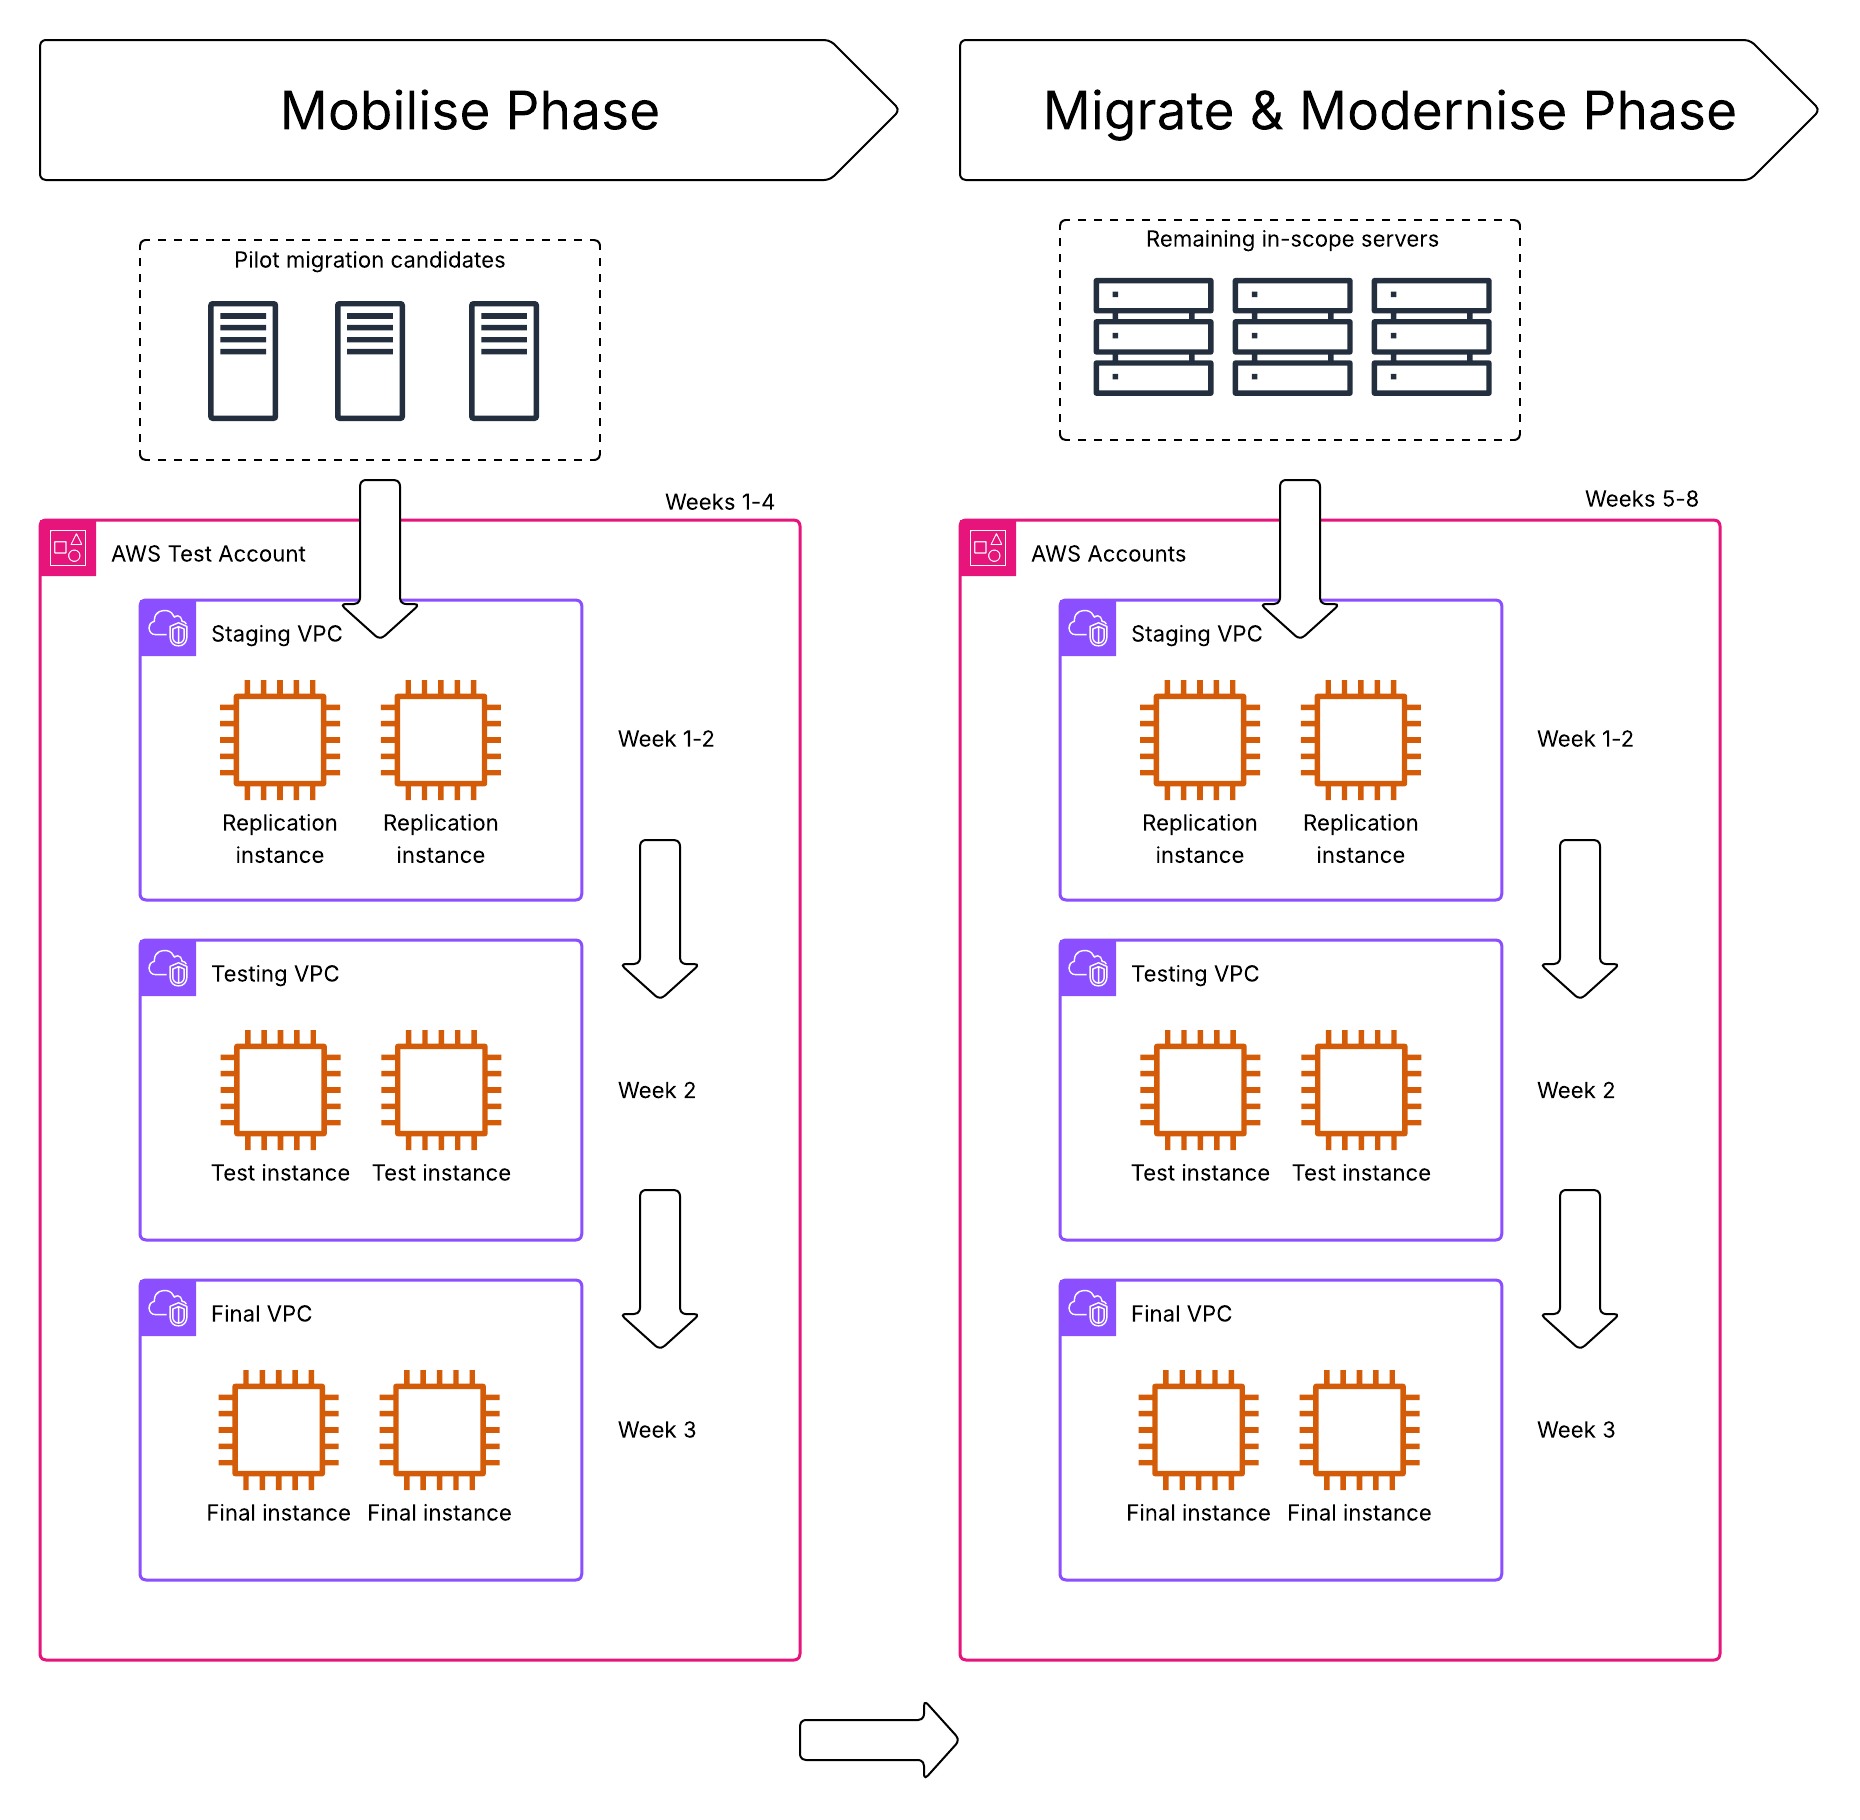 Mobilise Phase
Pilot migration candidates
Weeks 1-4
AWS Test Account
Staging VPC
Replication
instance
Replication
instance
Week 1-2
Testing VPC
Test instance
Test instance
Week 2
Final VPC
Final instance
Final instance
Week 3
Migrate & Modernise Phase
Remaining in-scope servers
Weeks 5-8
AWS Accounts
Staging VPC
Replication
instance
Replication
instance
Week 1-2
Testing VPC
Test instance
Test instance
Week 2
Final VPC
Final instance
Final instance
Week 3